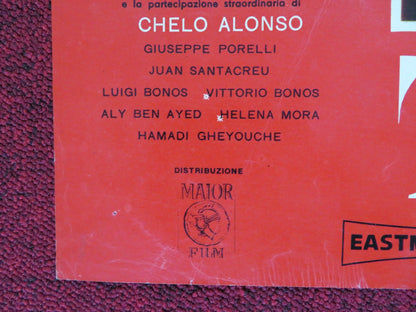 e la partecipazione straordinaria di
CHELO ALONSO
GIUSEPPE PORELLI
JUAN SANTACREU
LUIGI BONOS VITTORIO BONOS
ALY BEN AYED HELENA MORA
HAMADI GHEYOUCHE
DISTRIBUZIONE
MAIOR
FILM